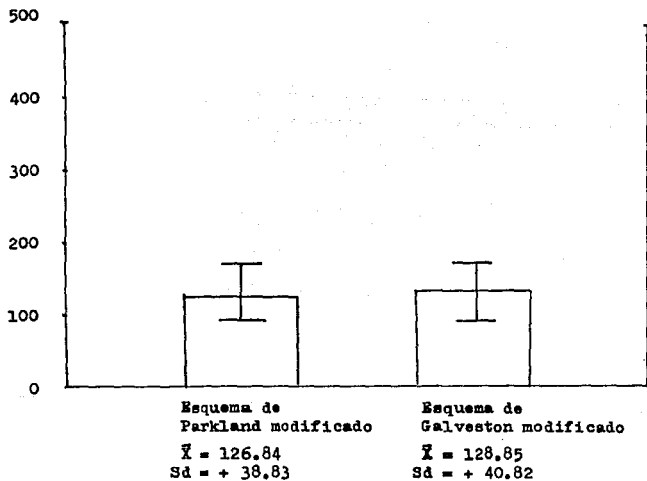 500
400
300
200
100
0
Esquema de
Parkland modificado
X̄ = 126.84
Sd = + 38.83
Esquema de
Galveston modificado
X̄ = 128.85
Sd = + 40.82